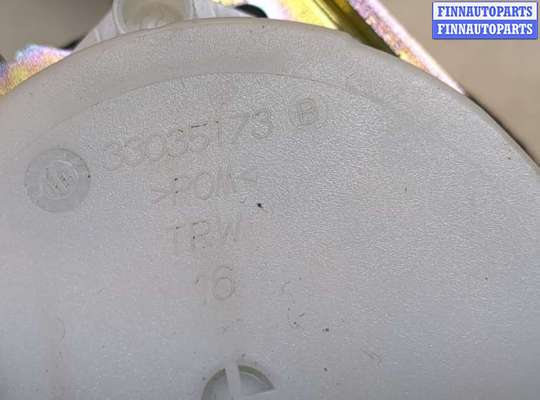 FINNAUTOPARTS
FINNAUTOPARTS
33035173 B
>POM<
TRW
16